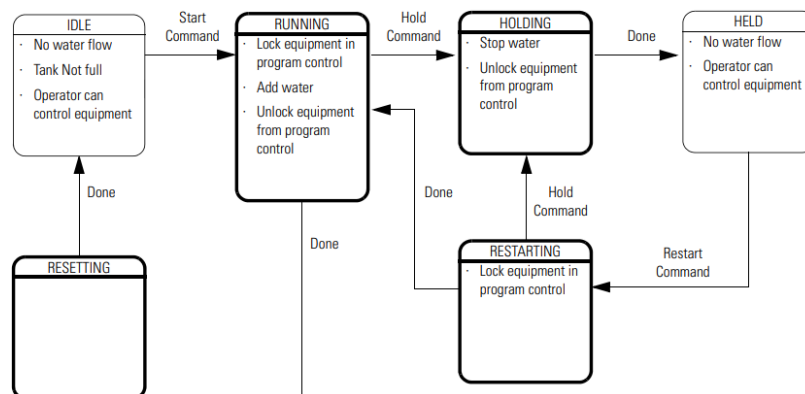 IDLE
· No water flow
· Tank Not full
· Operator can
control equipment
Start
Command
RUNNING
· Lock equipment in
program control
· Add water
· Unlock equipment
from program
control
Hold
Command
HOLDING
· Stop water
· Unlock equipment
from program
control
Done
HELD
· No water flow
· Operator can
control equipment
Done
Done
Hold
Command
Done
Restart
Command
RESETTING
RESTARTING
· Lock equipment in
program control